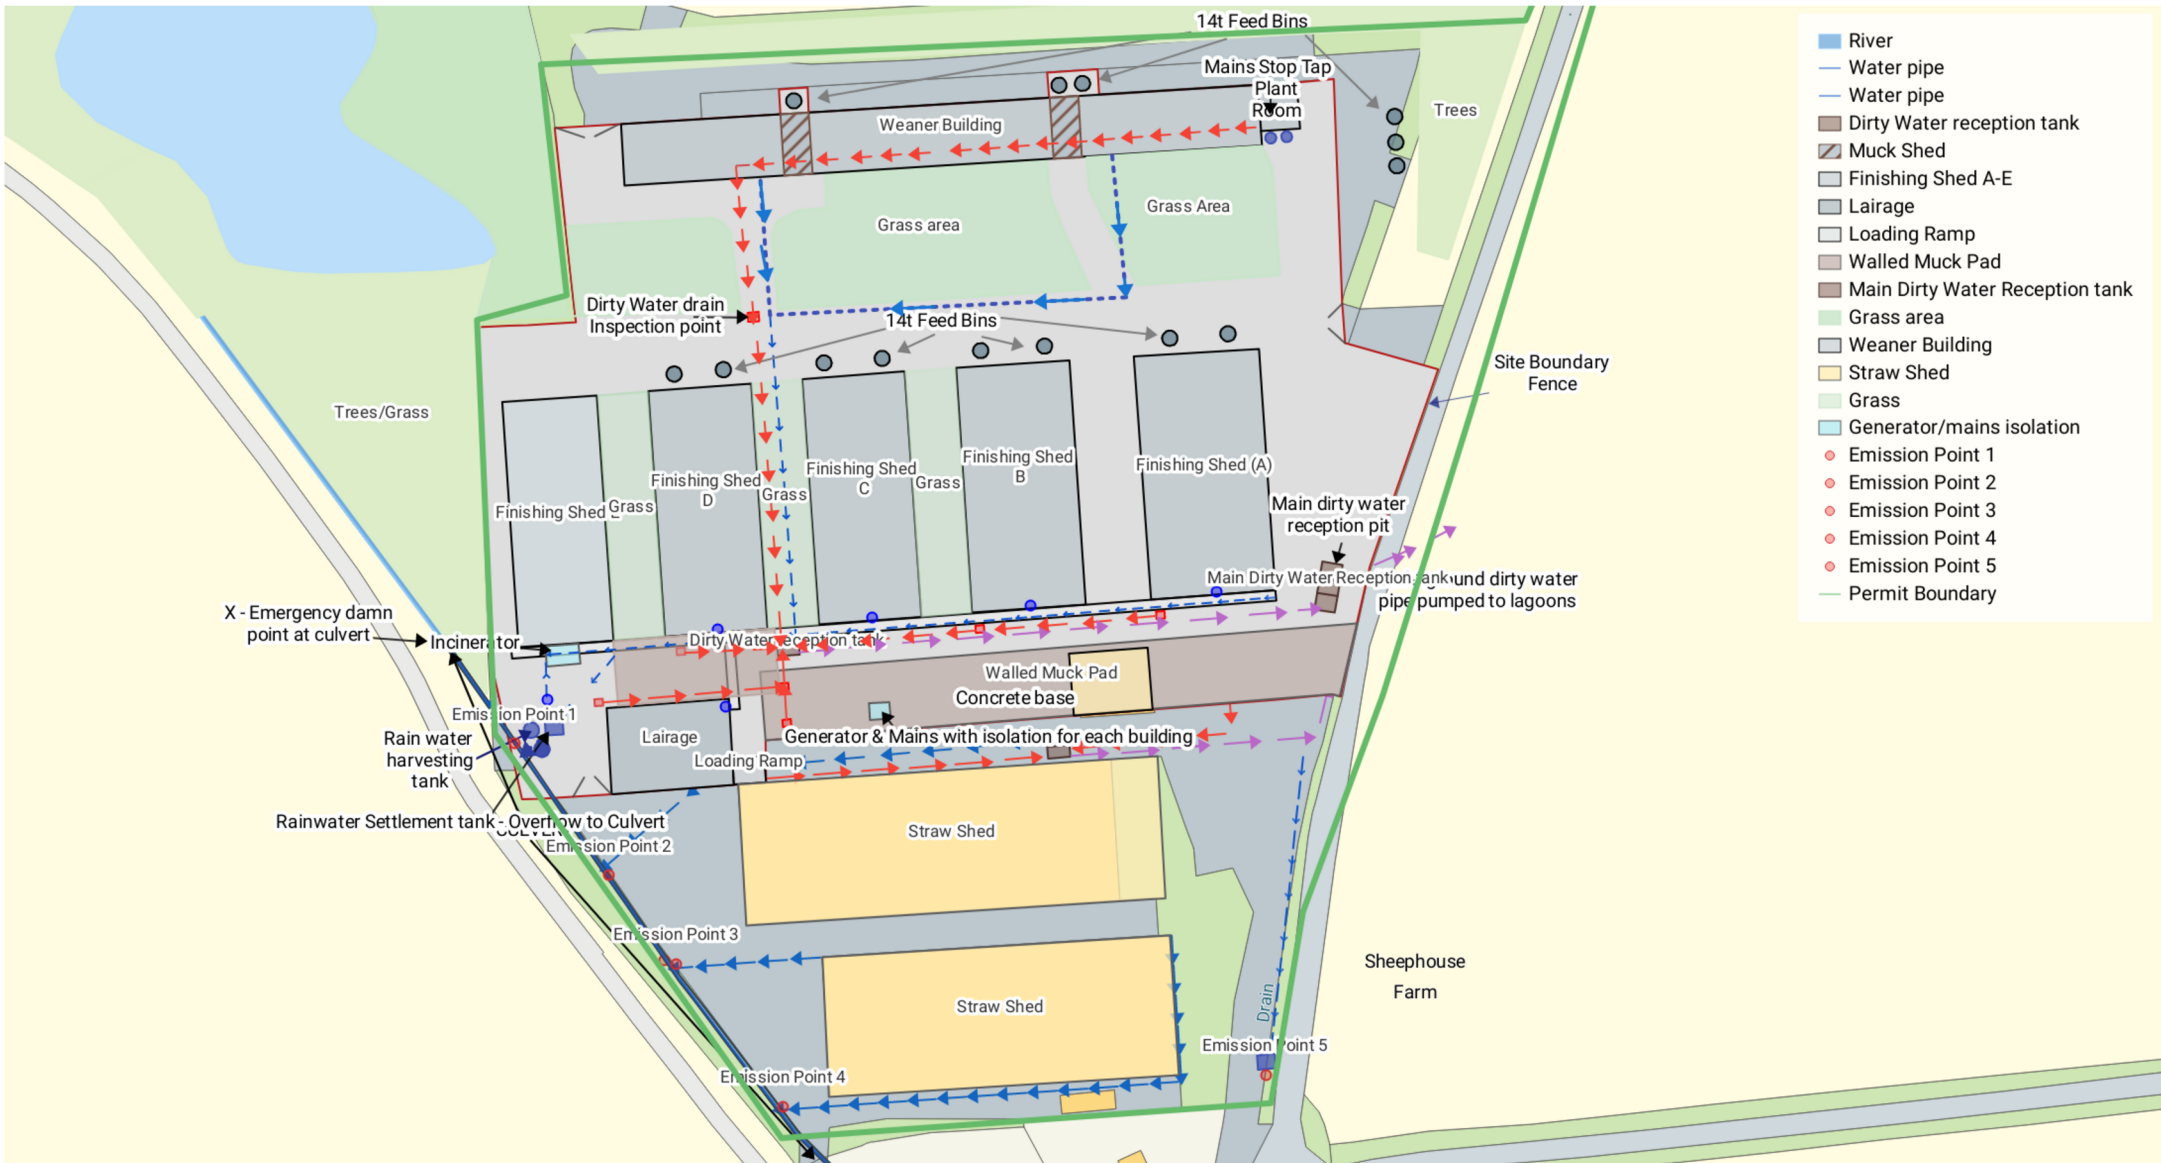 14t Feed Bins
Mains Stop Tap
Plant
Room
Trees
Weaner Building
Grass area
Grass Area
Dirty Water drain
Inspection point
14t Feed Bins
Site Boundary
Fence
Trees/Grass
Finishing Shed
Grass
Finishing Shed
D
Grass
Finishing Shed
C
Grass
Finishing Shed
B
Finishing Shed (A)
Main dirty water
reception pit
Main Dirty Water Reception tank
und dirty water
pipe pumped to lagoons
X - Emergency damn
point at culvert
Incinerator
Dirty Water reception tank
Walled Muck Pad
Concrete base
Emission Point 1
Rain water
harvesting
tank
Lairage
Loading Ramp
Generator & Mains with isolation for each building
Rainwater Settlement tank - Overflow to Culvert
Emission Point 2
Straw Shed
Emission Point 3
Straw Shed
Sheephouse
Farm
Drain
Emission Point 5
Emission Point 4
River
Water pipe
Water pipe
Dirty Water reception tank
Muck Shed
Finishing Shed A-E
Lairage
Loading Ramp
Walled Muck Pad
Main Dirty Water Reception tank
Grass area
Weaner Building
Straw Shed
Grass
Generator/mains isolation
Emission Point 1
Emission Point 2
Emission Point 3
Emission Point 4
Emission Point 5
Permit Boundary